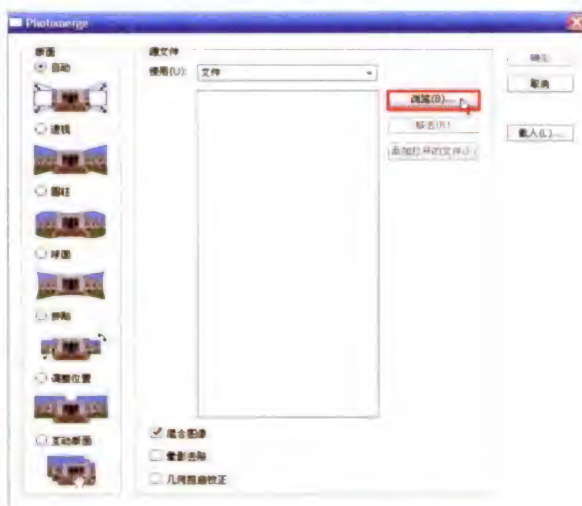 Photomerge
版面
自动
透视
圆柱
球面
拼贴
调整位置
互动版面
源文件
使用(U):
文件
浏览(B)...
移去(R)
添加打开的文件(F)
混合图像
晕影去除
几何扭曲校正
确定
取消
载入(L)...